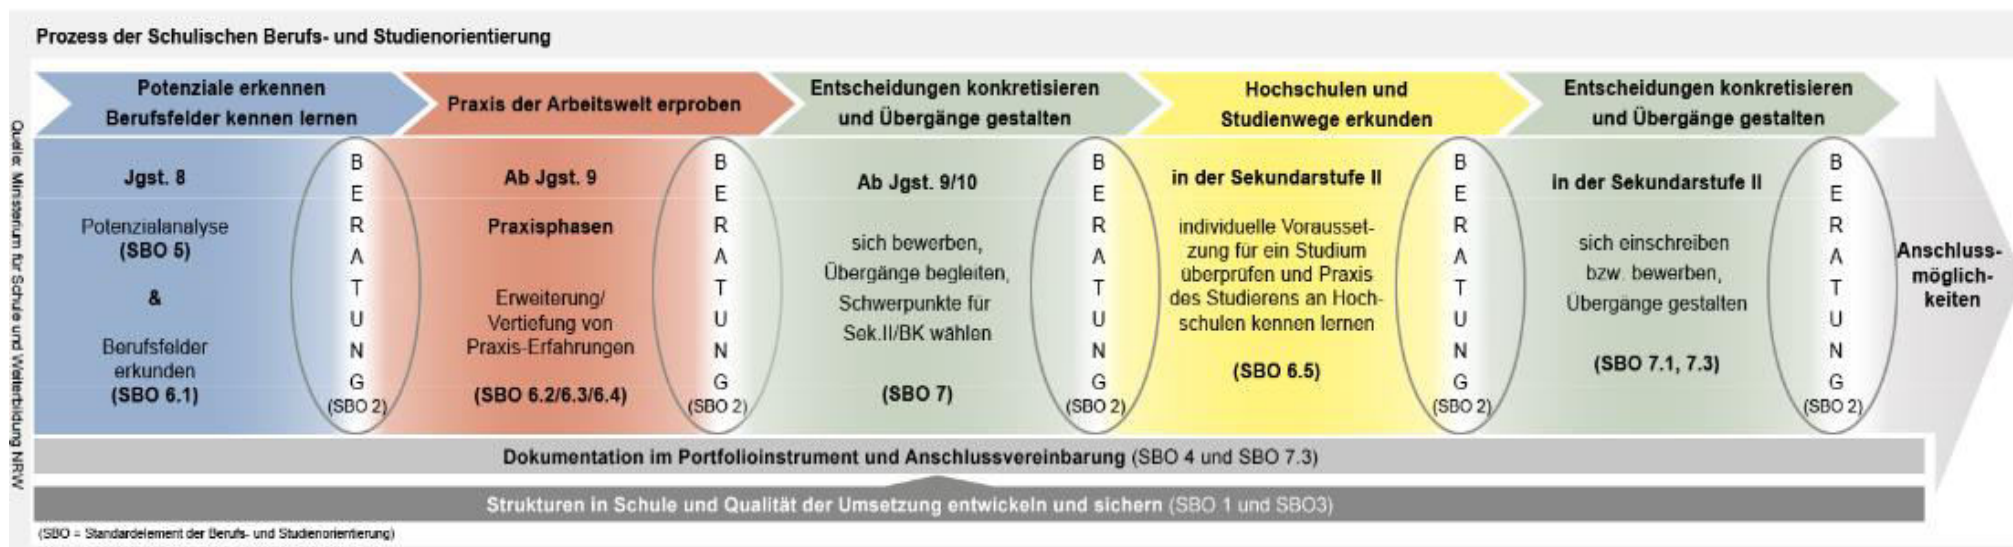 Prozess der Schulischen Berufs- und Studienorientierung
Quelle: Ministerium für Schule und Weiterbildung NRW
Potenziale erkennen
Berufsfelder kennen lernen
Jgst. 8
Potenzialanalyse
(SBO 5)
&
Berufsfelder
erkunden
(SBO 6.1)
BERATUNG
(SBO 2)
Praxis der Arbeitswelt erproben
Ab Jgst. 9
Praxisphasen
Erweiterung/
Vertiefung von
Praxis-Erfahrungen
(SBO 6.2/6.3/6.4)
BERATUNG
(SBO 2)
Entscheidungen konkretisieren
und Übergänge gestalten
Ab Jgst. 9/10
sich bewerben,
Übergänge begleiten,
Schwerpunkte für
Sek.II/BK wählen
(SBO 7)
BERATUNG
(SBO 2)
Hochschulen und
Studienwege erkunden
in der Sekundarstufe II
individuelle Vorausset-
zung für ein Studium
überprüfen und Praxis
des Studierens an Hoch-
schulen kennen lernen
(SBO 6.5)
BERATUNG
(SBO 2)
Entscheidungen konkretisieren
und Übergänge gestalten
in der Sekundarstufe II
sich einschreiben
bzw. bewerben,
Übergänge gestalten
(SBO 7.1, 7.3)
BERATUNG
(SBO 2)
Anschluss-
möglich-
keiten
Dokumentation im Portfolioinstrument und Anschlussvereinbarung (SBO 4 und SBO 7.3)
Strukturen in Schule und Qualität der Umsetzung entwickeln und sichern (SBO 1 und SBO3)
(SBO = Standardelement der Berufs- und Studienorientierung)